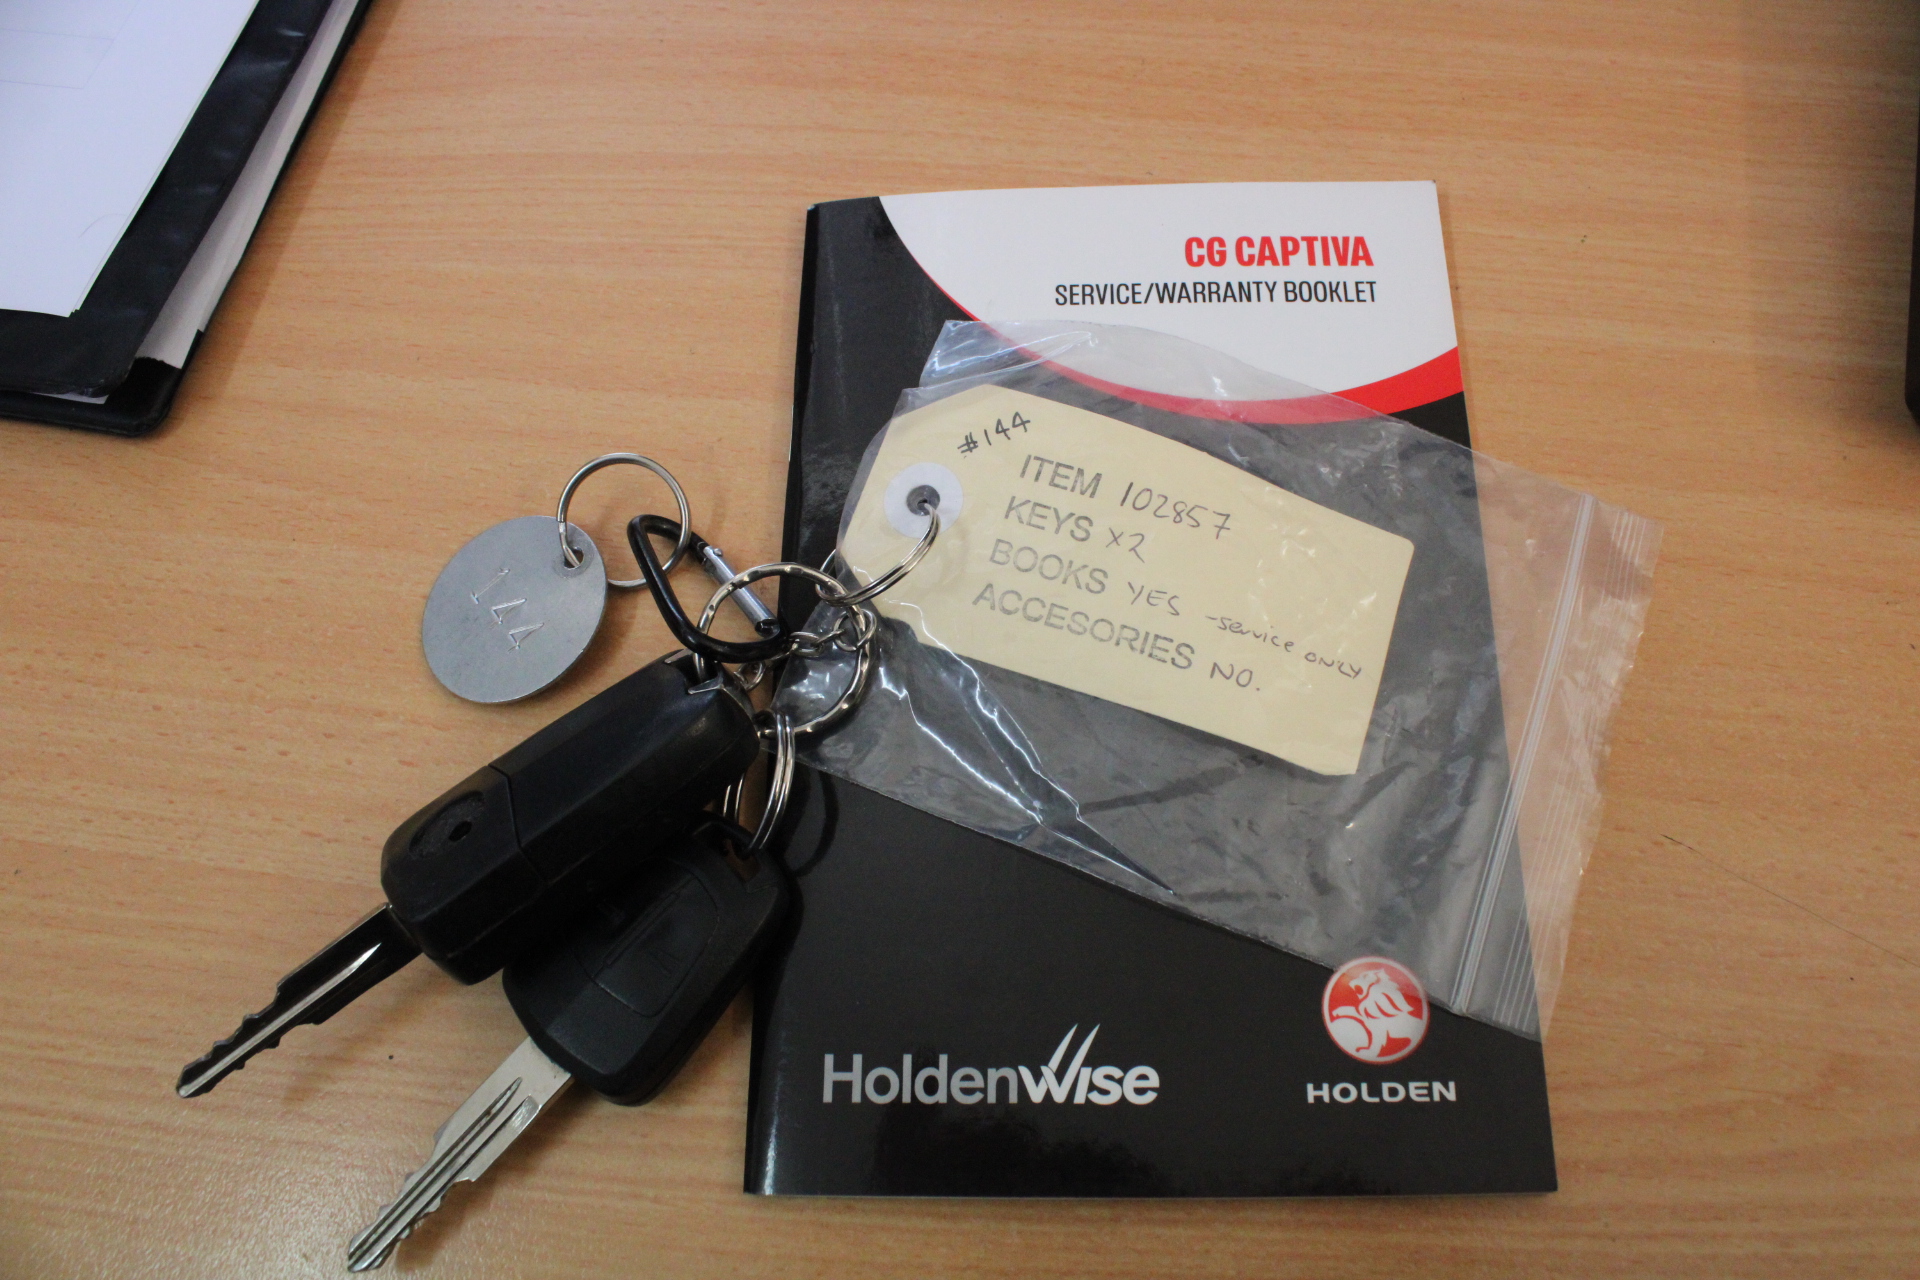 CG CAPTIVA
SERVICE/WARRANTY BOOKLET
#144
ITEM 102857
KEYS X2
BOOKS YES -service ONLY
ACCESORIES NO.
144
HoldenWise
HOLDEN